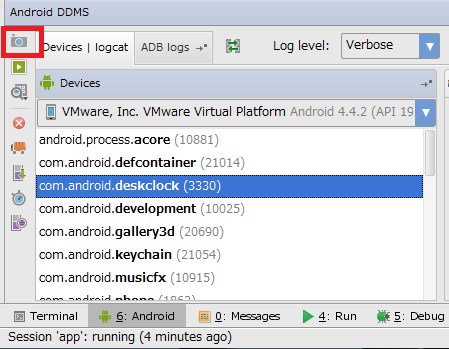 Android DDMS
Devices | logcat ADB logs Log level: Verbose
Devices
VMware, Inc. VMware Virtual Platform Android 4.4.2 (API 19
android.process.acore (10881)
com.android.defcontainer (21014)
com.android.deskclock (3330)
com.android.development (10025)
com.android.gallery3d (20690)
com.android.keychain (21054)
com.android.musicfx (10915)
com.android.phone (1862)
Terminal 6: Android 0: Messages 4: Run 5: Debug
Session 'app': running (4 minutes ago)